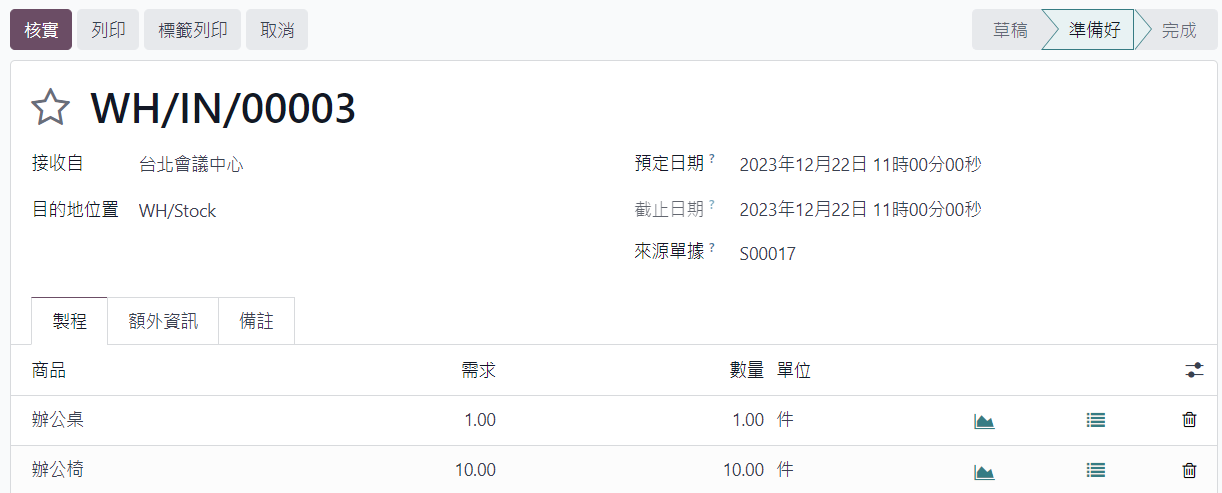 核實 列印 標籤列印 取消 草稿 準備好 完成
WH/IN/00003
接收自 台北會議中心 預定日期 ? 2023年12月22日 11時00分00秒
目的地位置 WH/Stock 截止日期 ? 2023年12月22日 11時00分00秒
來源單據 ? S00017
製程 額外資訊 備註
商品 需求 數量 單位
辦公桌 1.00 1.00 件
辦公椅 10.00 10.00 件